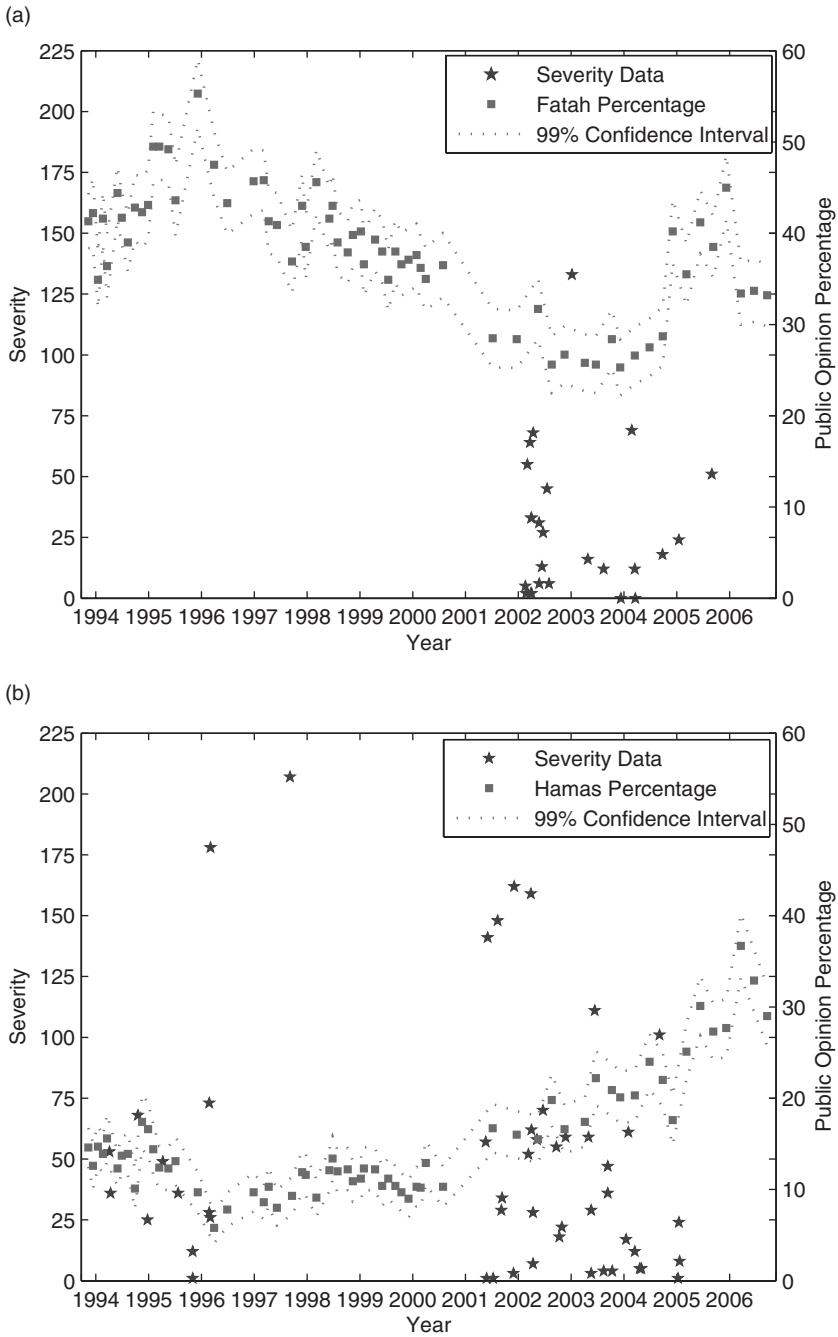 (a)
225
200
175
150
125
100
75
50
25
0
Severity
60
50
40
30
20
10
0
Public Opinion Percentage
Severity Data
Fatah Percentage
99% Confidence Interval
1994 1995 1996 1997 1998 1999 2000 2001 2002 2003 2004 2005 2006
Year
(b)
225
200
175
150
125
100
75
50
25
0
Severity
60
50
40
30
20
10
0
Public Opinion Percentage
Severity Data
Hamas Percentage
99% Confidence Interval
1994 1995 1996 1997 1998 1999 2000 2001 2002 2003 2004 2005 2006
Year